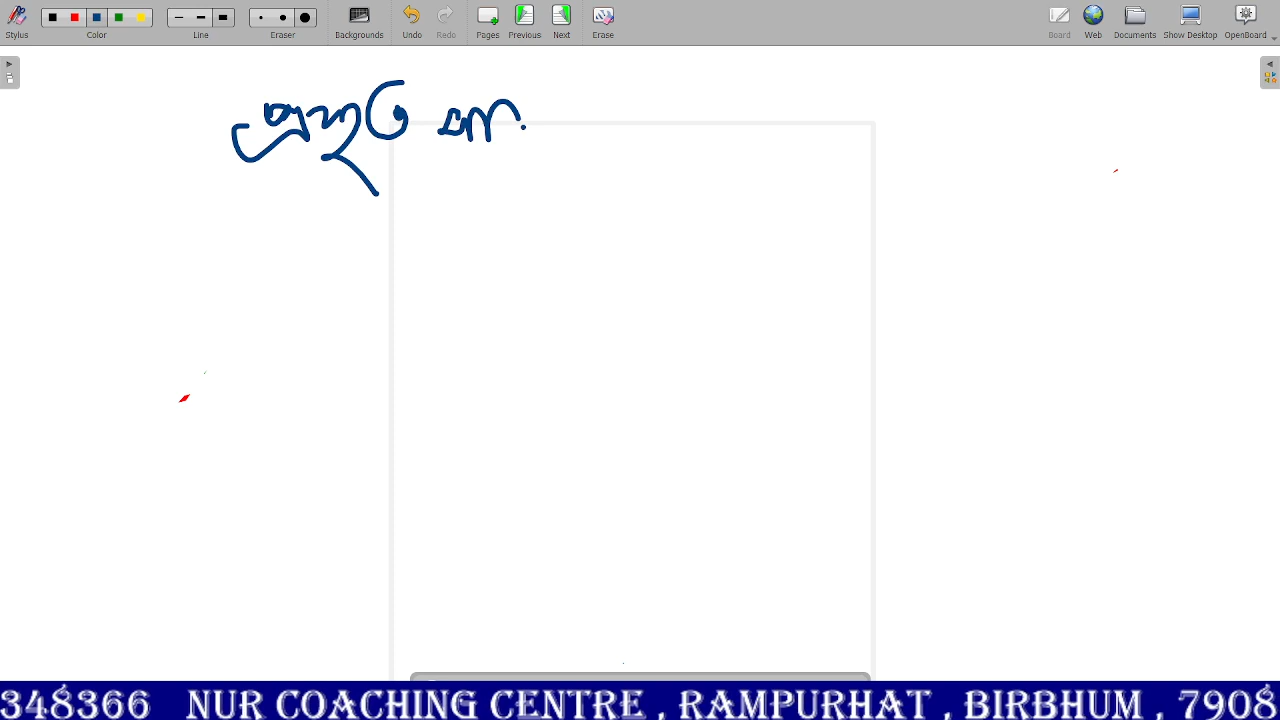 Stylus Color Line Eraser Backgrounds Undo Redo Pages Previous Next Erase Board Web Documents Show Desktop OpenBoard
348366 NUR COACHING CENTRE , RAMPURHAT , BIRBHUM , 7908